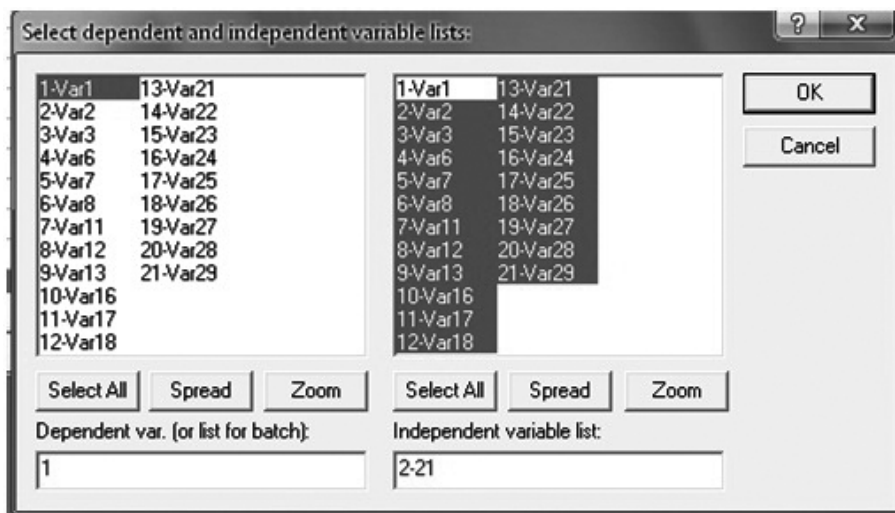 Select dependent and independent variable lists:
? X
1-Var1 13-Var21
2-Var2 14-Var22
3-Var3 15-Var23
4-Var6 16-Var24
5-Var7 17-Var25
6-Var8 18-Var26
7-Var11 19-Var27
8-Var12 20-Var28
9-Var13 21-Var29
10-Var16
11-Var17
12-Var18
Select All Spread Zoom
Dependent var. (or list for batch):
1
1-Var1 13-Var21
2-Var2 14-Var22
3-Var3 15-Var23
4-Var6 16-Var24
5-Var7 17-Var25
6-Var8 18-Var26
7-Var11 19-Var27
8-Var12 20-Var28
9-Var13 21-Var29
10-Var16
11-Var17
12-Var18
Select All Spread Zoom
Independent variable list:
2-21
OK
Cancel